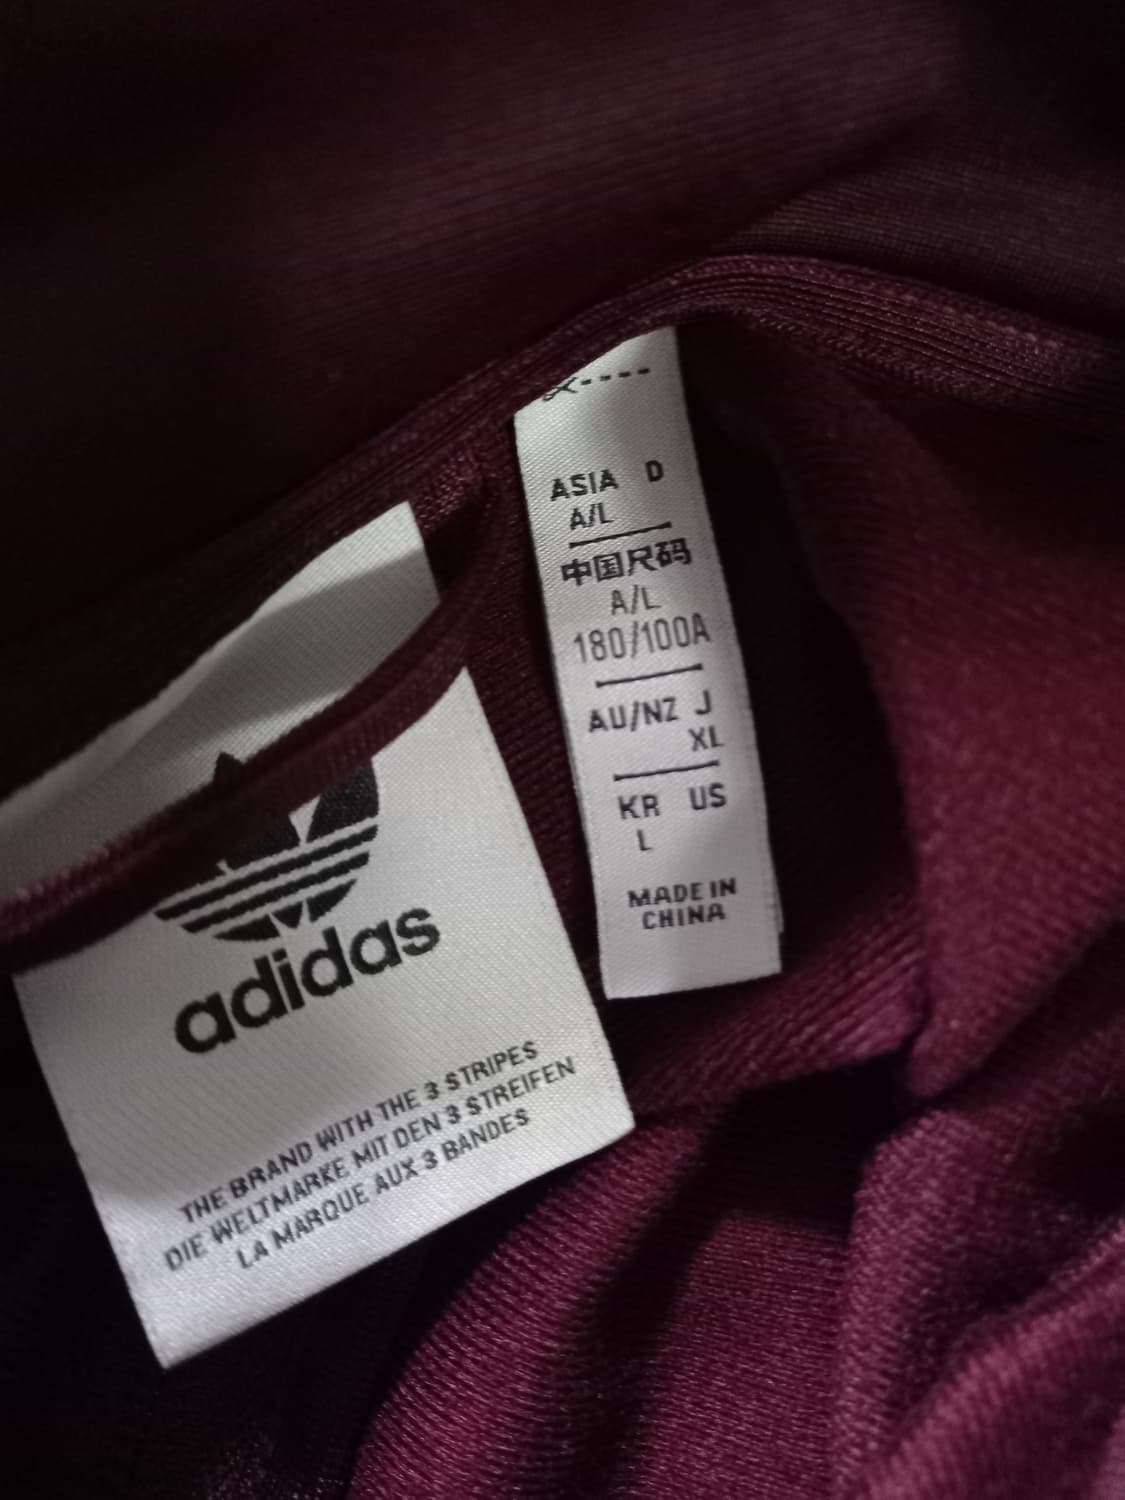 ASIA D
A/L
中国尺码
A/L
180/100A
AU/NZ J
XL
KR US
L
MADE IN
CHINA
adidas
THE BRAND WITH THE 3 STRIPES
DIE WELTMARKE MIT DEN 3 STREIFEN
LA MARQUE AUX 3 BANDES